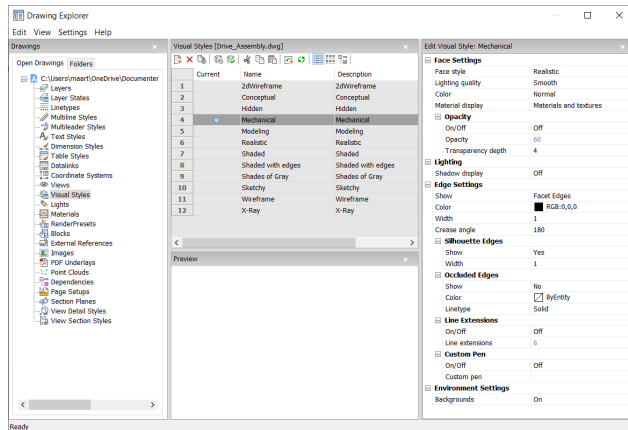 Drawing Explorer
Edit View Settings Help
Drawings
Open Drawings Folders
C:\Users\maart\OneDrive\Documenter
Layers
Layer States
Linetypes
Multiline Styles
Multileader Styles
Text Styles
Dimension Styles
Table Styles
Datalinks
Coordinate Systems
Views
Visual Styles
Lights
Materials
RenderPresets
Blocks
External References
Images
PDF Underlays
Point Clouds
Dependencies
Page Setups
Section Planes
View Detail Styles
View Section Styles
Visual Styles [Drive_Assembly.dwg]
Current Name Description
1 2dWireframe 2dWireframe
2 Conceptual Conceptual
3 Hidden Hidden
4 Mechanical Mechanical
5 Modeling Modeling
6 Realistic Realistic
7 Shaded Shaded
8 Shaded with edges Shaded with edges
9 Shades of Gray Shades of Gray
10 Sketchy Sketchy
11 Wireframe Wireframe
12 X-Ray X-Ray
Preview
Edit Visual Style: Mechanical
Face Settings
Face style Realistic
Lighting quality Smooth
Color Normal
Material display Materials and textures
Opacity
On/Off Off
Opacity 60
Transparency depth 4
Lighting
Shadow display Off
Edge Settings
Show Facet Edges
Color RGB:0,0,0
Width 1
Crease angle 180
Silhouette Edges
Show Yes
Width 1
Occluded Edges
Show No
Color ByEntity
Linetype Solid
Line Extensions
On/Off Off
Line extensions 6
Custom Pen
On/Off Off
Custom pen
Environment Settings
Backgrounds On
Ready